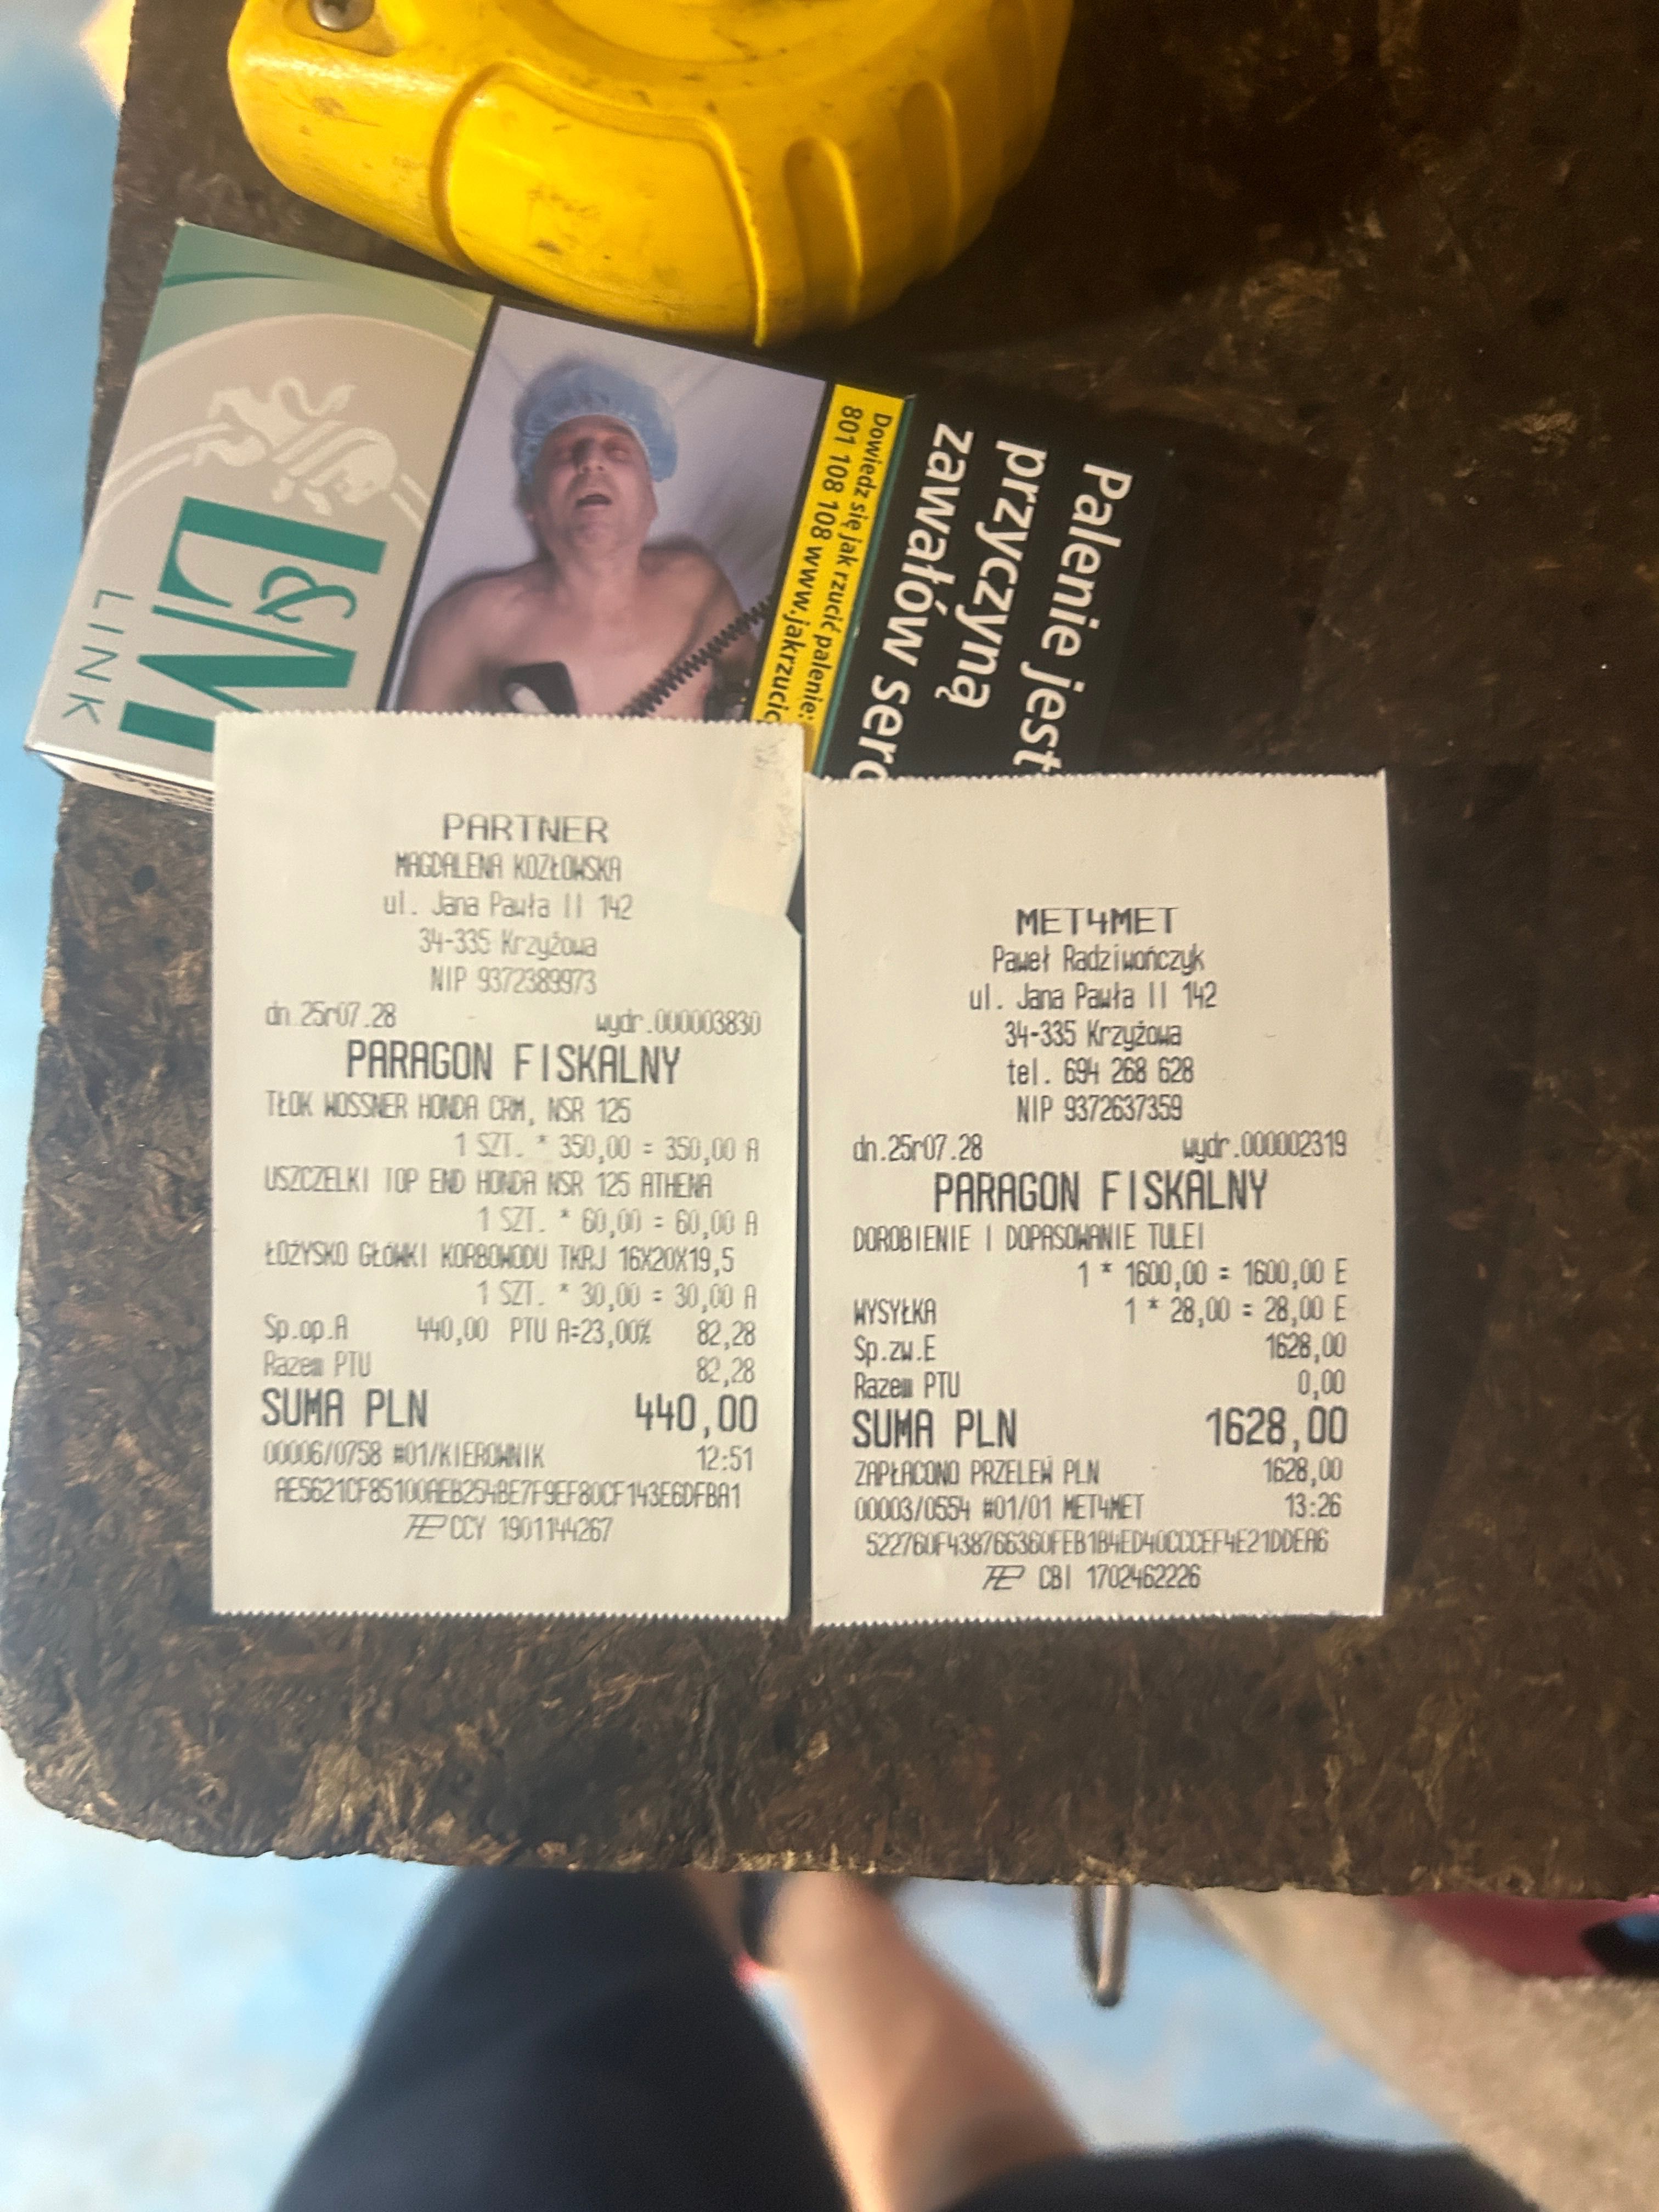 L&M
LINK
Dowiedz się jak rzucić palenie:
801 108 108 www.jakrzucic
Palenie jest
przyczyną
zawałów serc
PARTNER
MAGDALENA KOZŁOWSKA
ul. Jana Pawła II 142
34-335 Krzyżowa
NIP 9372389973
dn.25r07.28 wydr.000003830
PARAGON FISKALNY
TŁOK WOSSNER HONDA CRM, NSR 125
1 SZT. * 350,00 = 350,00 A
USZCZELKI TOP END HONDA NSR 125 ATHENA
1 SZT. * 60,00 = 60,00 A
ŁOŻYSKO GŁÓWKI KORBOWODU TKRJ 16X20X19,5
1 SZT. * 30,00 = 30,00 A
Sp.op.A 440,00 PTU A=23,00% 82,28
Razem PTU 82,28
SUMA PLN 440,00
00006/0758 #01/KIEROWNIK 12:51
AE5621CF85100AEB254BE7F9EF80CF143E6DFBA1
CCY 1901144267
MET4MET
Paweł Radziwończyk
ul. Jana Pawła II 142
34-335 Krzyżowa
tel. 694 268 628
NIP 9372637359
dn.25r07.28 wydr.000002319
PARAGON FISKALNY
DOROBIENIE I DOPASOWANIE TULEI
1 * 1600,00 = 1600,00 E
WYSYŁKA 1 * 28,00 = 28,00 E
Sp.zw.E 1628,00
Razem PTU 0,00
SUMA PLN 1628,00
ZAPŁACONO PRZELEW PLN 1628,00
00003/0554 #01/01 MET4MET 13:26
522760F438766360FEB1B4ED40CCCEF4E21DDEA6
CBI 1702462226